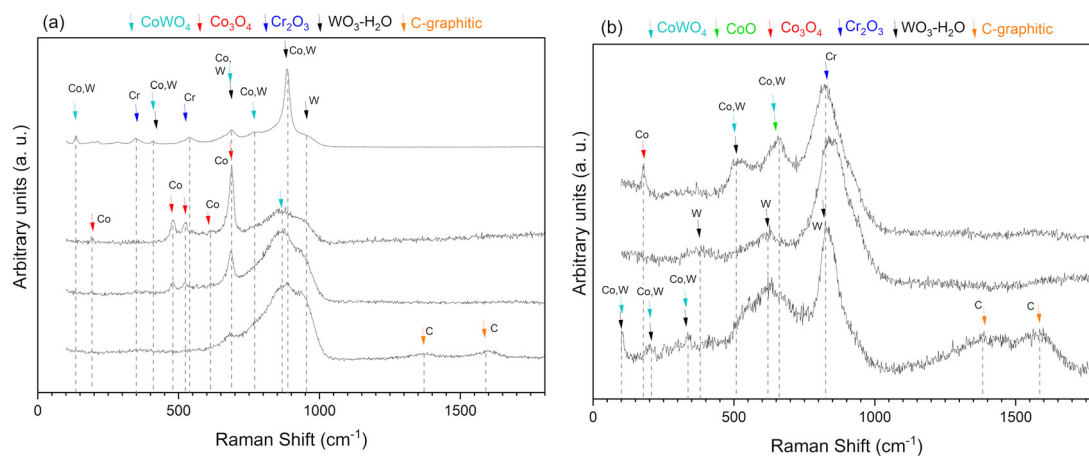 (a)
CoWO₄ Co₃O₄ Cr₂O₃ WO₃-H₂O C-graphitic
Arbitrary units (a. u.)
Co,W
Cr
Co,W
Cr
Co,
W
Co,W
Co,W
W
Co
Co
Co
Co
C
C
0 500 1000 1500
Raman Shift (cm⁻¹)
(b)
CoWO₄ CoO Co₃O₄ Cr₂O₃ WO₃-H₂O C-graphitic
Arbitrary units (a. u.)
Co
Co,W
Co,W
Cr
W
W
W
Co,W
Co,W
Co,W
C
C
0 500 1000 1500
Raman Shift (cm⁻¹)